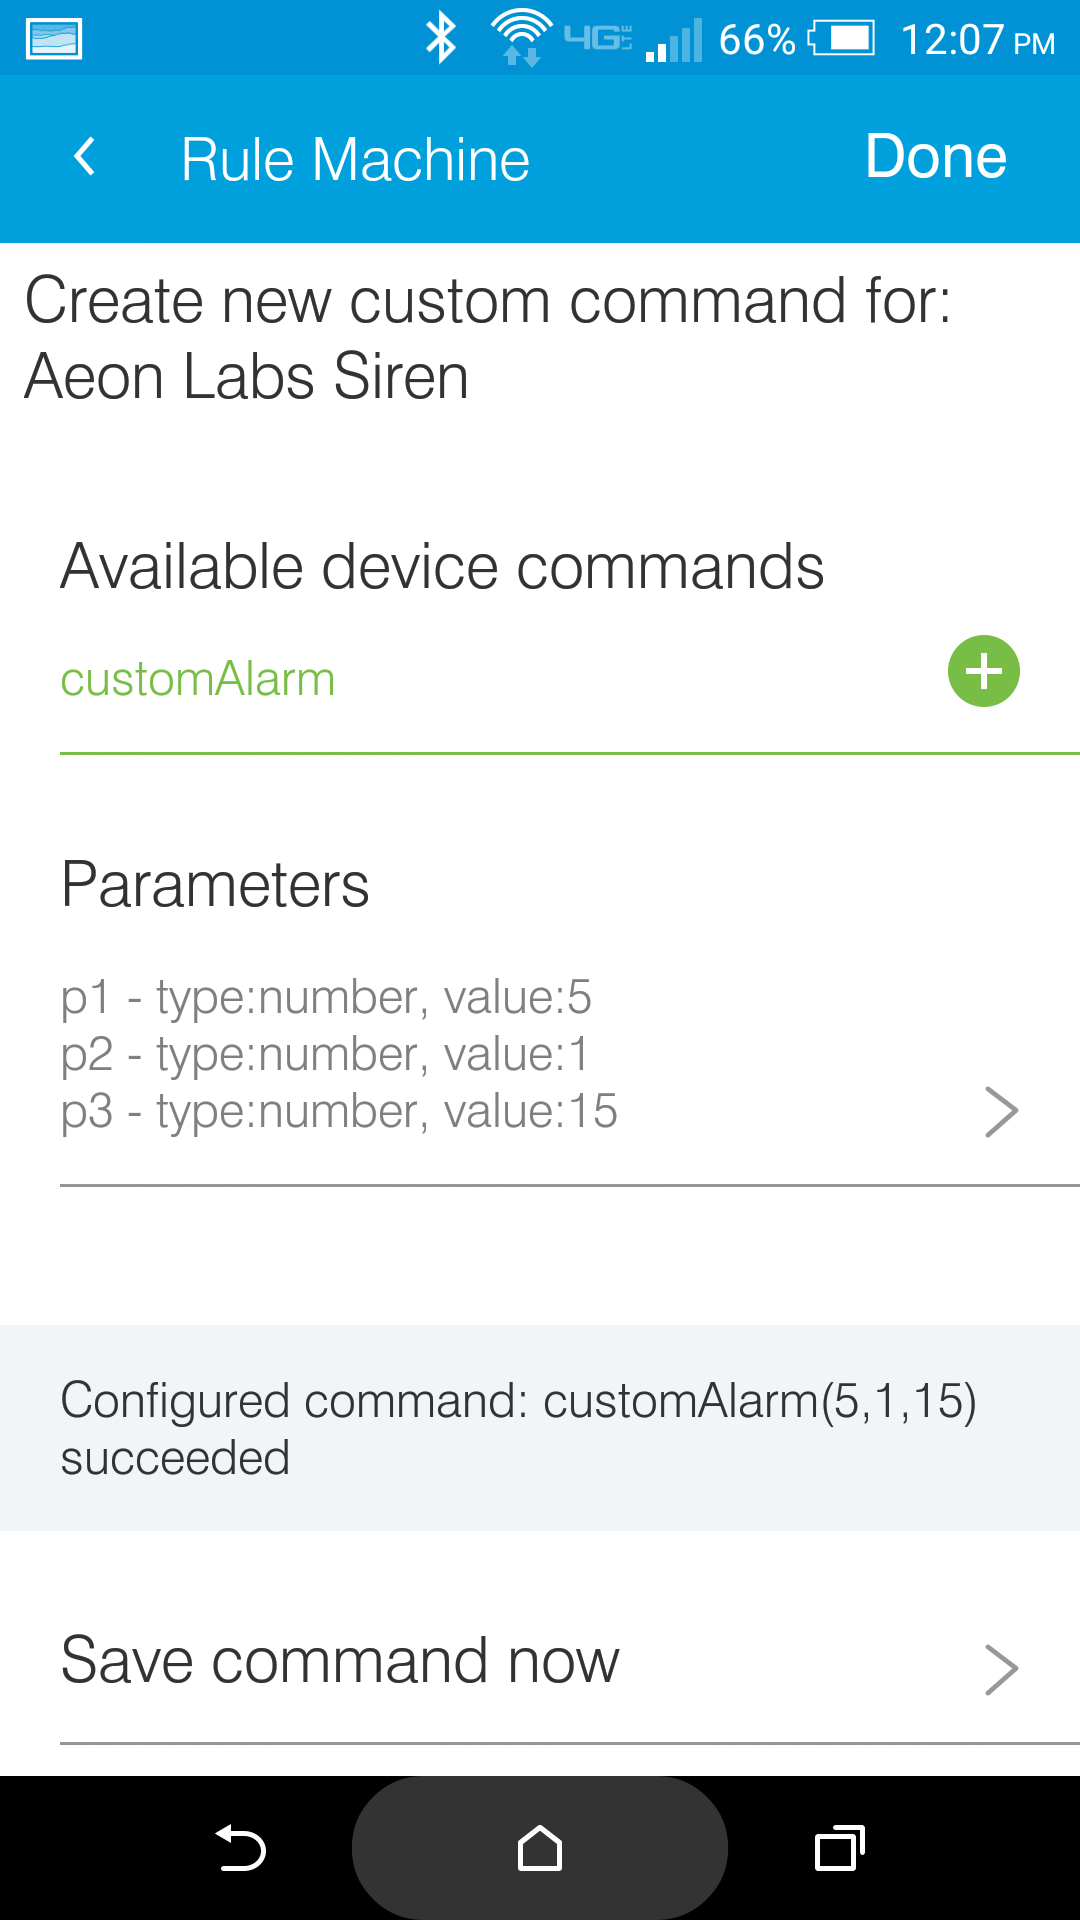 4G LTE 66% 12:07 PM
Rule Machine Done
Create new custom command for:
Aeon Labs Siren
Available device commands
customAlarm
Parameters
p1 - type:number, value:5
p2 - type:number, value:1
p3 - type:number, value:15
Configured command: customAlarm(5,1,15)
succeeded
Save command now